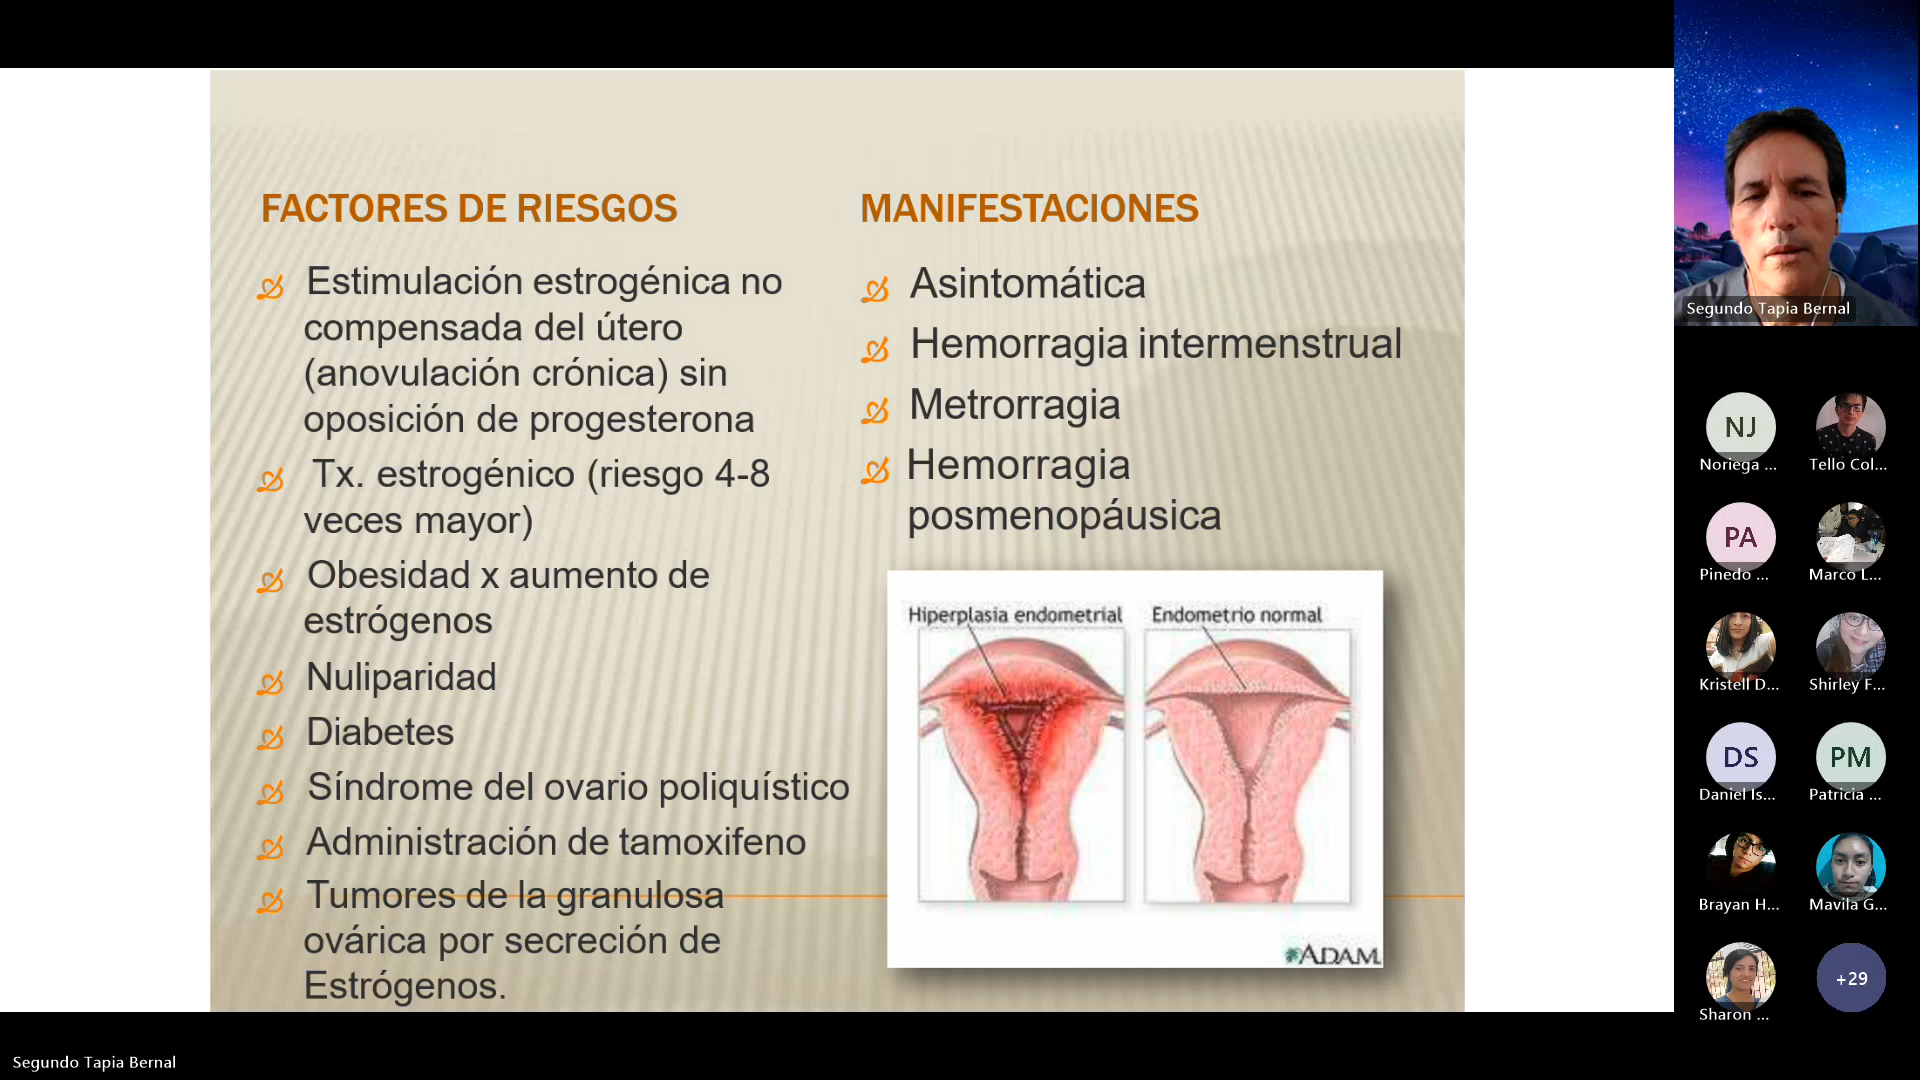 FACTORES DE RIESGOS
Estimulación estrogénica no
compensada del útero
(anovulación crónica) sin
oposición de progesterona
Tx. estrogénico (riesgo 4-8
veces mayor)
Obesidad x aumento de
estrógenos
Nuliparidad
Diabetes
Síndrome del ovario poliquístico
Administración de tamoxifeno
Tumores de la granulosa
ovárica por secreción de
Estrógenos.
MANIFESTACIONES
Asintomática
Hemorragia intermenstrual
Metrorragia
Hemorragia
posmenopáusica
Hiperplasia endometrial
Endometrio normal
ADAM
Segundo Tapia Bernal
NJ
Noriega ...
Tello Col...
PA
Pinedo ...
Marco L...
Kristell D...
Shirley F...
DS
Daniel Is...
PM
Patricia ...
Brayan H...
Mavila G...
Sharon ...
+29
Segundo Tapia Bernal